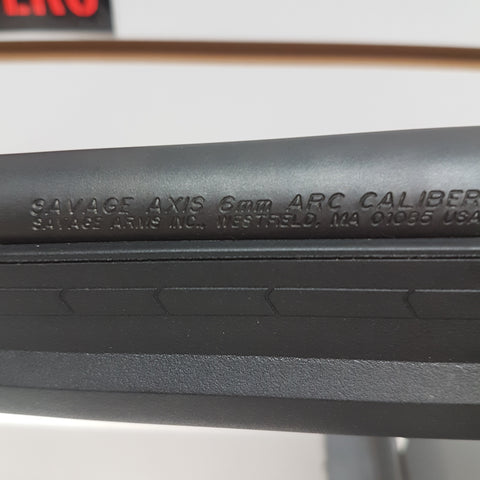 SAVAGE AXIS 6mm ARC CALIBER
SAVAGE ARMS INC., WESTFIELD, MA 01085 USA